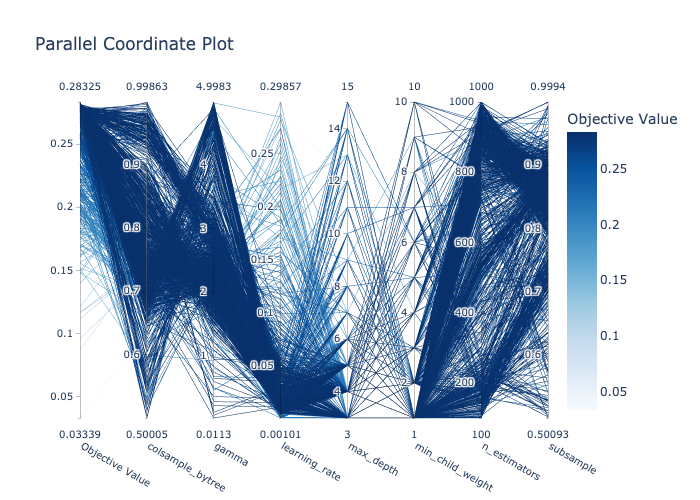 Parallel Coordinate Plot
0.28325 0.99863 4.9983 0.29857 15 10 1000 0.9994
Objective Value
10 1000
14
0.25 0.25 0.25
0.9 4 8 800 0.9
12
0.2 0.2 0.2
0.8 3 10 6 600 0.8
0.15 0.15 0.15
0.7 2 8 0.7
0.1 0.1 4 400 0.1
6
1 0.6 0.6
0.05 0.05 4 2 200 0.05
0.03339 0.50005 0.0113 0.00101 3 1 100 0.50093
Objective Value colsample_bytree gamma learning_rate max_depth min_child_weight n_estimators subsample